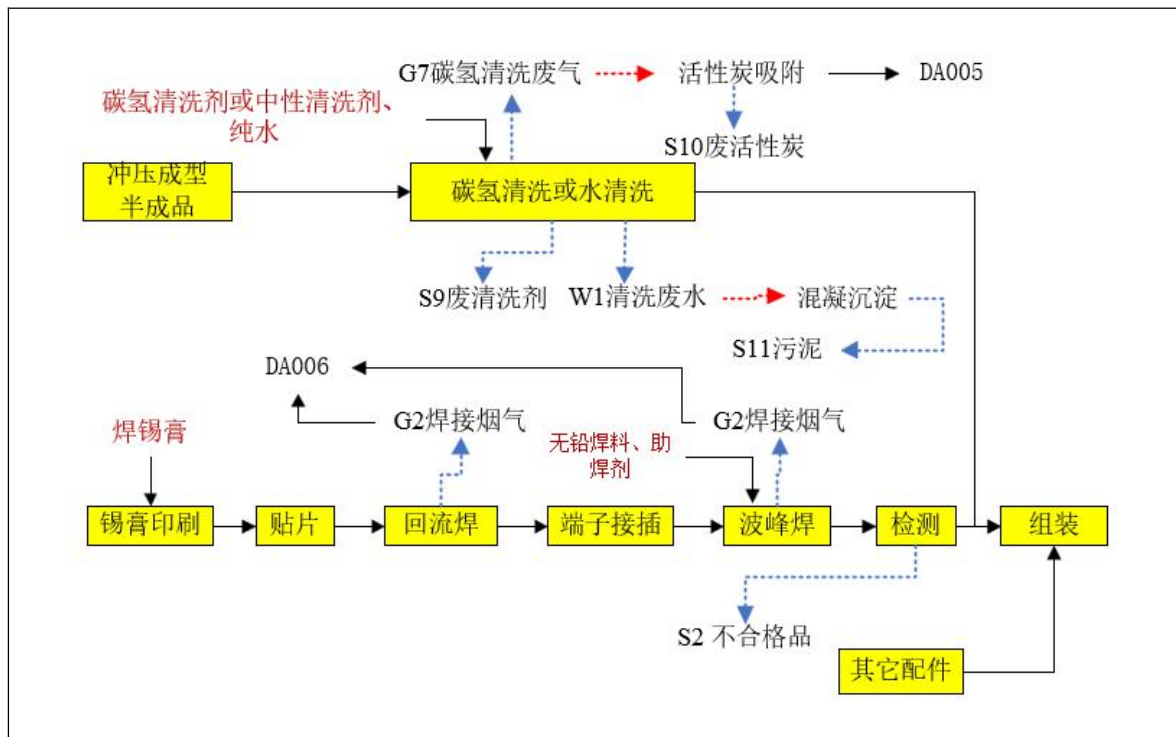 G7碳氢清洗废气
活性炭吸附
DA005
碳氢清洗剂或中性清洗剂、
纯水
S10废活性炭
冲压成型
半成品
碳氢清洗或水清洗
S9废清洗剂
W1清洗废水
混凝沉淀
S11污泥
DA006
焊锡膏
G2焊接烟气
无铅焊料、助
焊剂
G2焊接烟气
锡膏印刷
贴片
回流焊
端子接插
波峰焊
检测
组装
S2 不合格品
其它配件